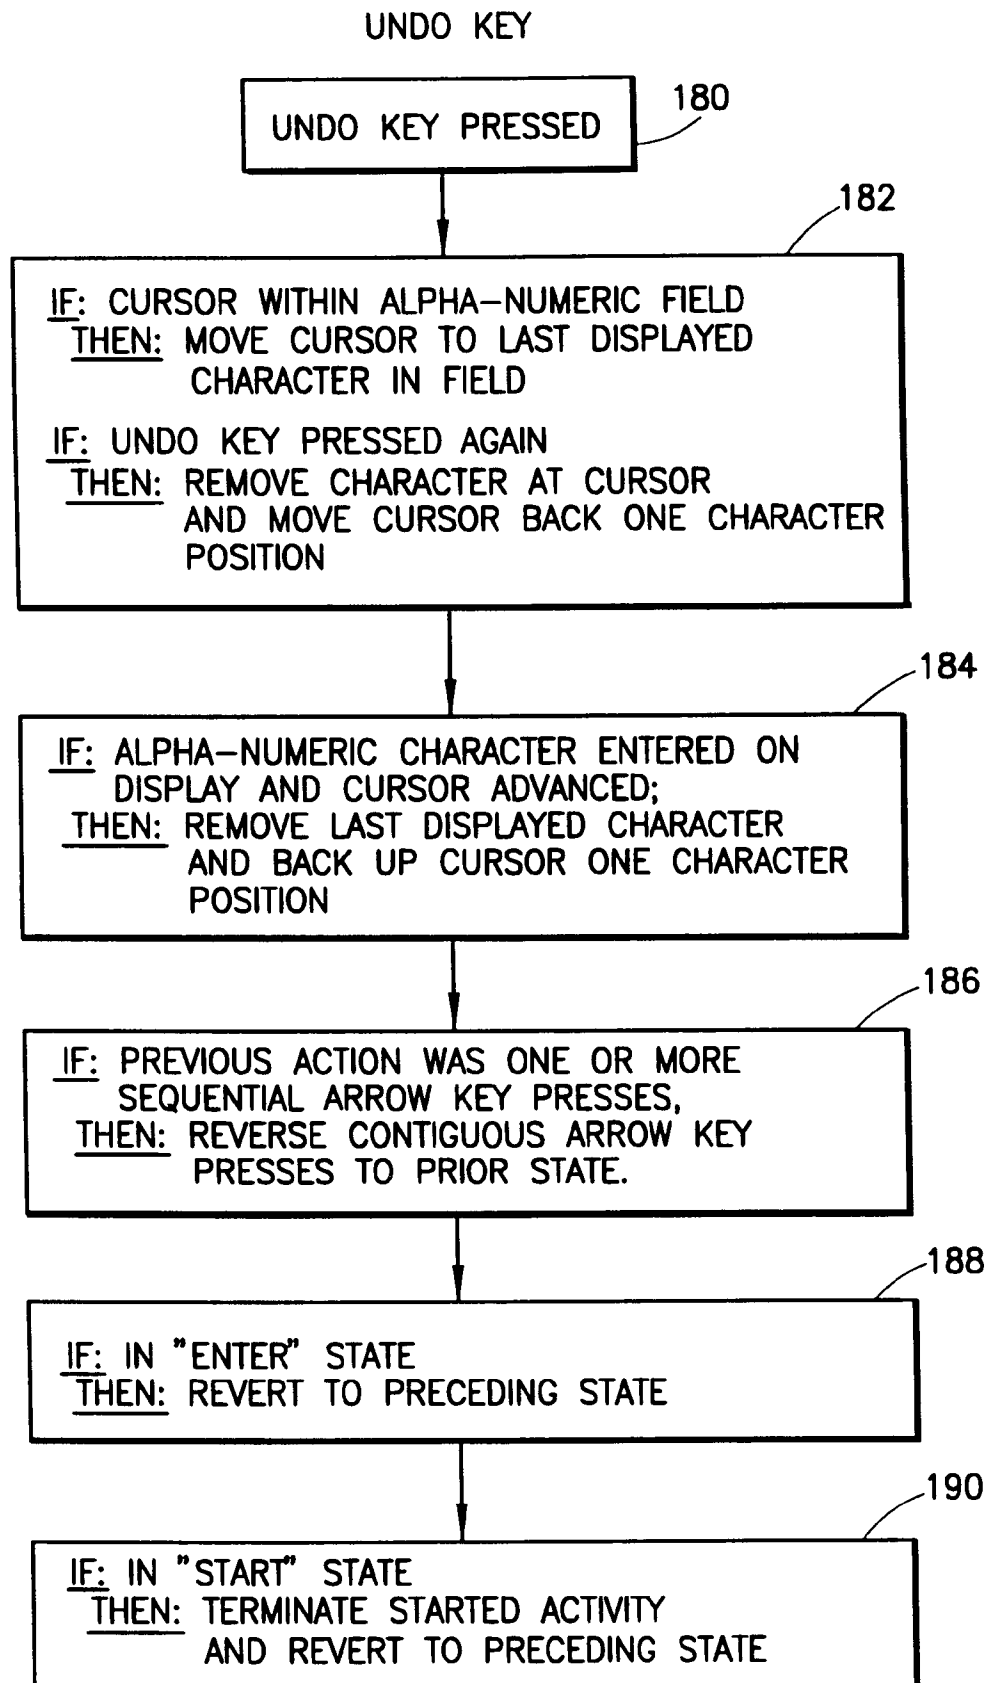 UNDO KEY
UNDO KEY PRESSED
180
182
IF: CURSOR WITHIN ALPHA-NUMERIC FIELD
THEN: MOVE CURSOR TO LAST DISPLAYED
CHARACTER IN FIELD
IF: UNDO KEY PRESSED AGAIN
THEN: REMOVE CHARACTER AT CURSOR
AND MOVE CURSOR BACK ONE CHARACTER
POSITION
184
IF: ALPHA-NUMERIC CHARACTER ENTERED ON
DISPLAY AND CURSOR ADVANCED;
THEN: REMOVE LAST DISPLAYED CHARACTER
AND BACK UP CURSOR ONE CHARACTER
POSITION
186
IF: PREVIOUS ACTION WAS ONE OR MORE
SEQUENTIAL ARROW KEY PRESSES,
THEN: REVERSE CONTIGUOUS ARROW KEY
PRESSES TO PRIOR STATE.
188
IF: IN "ENTER" STATE
THEN: REVERT TO PRECEDING STATE
190
IF: IN "START" STATE
THEN: TERMINATE STARTED ACTIVITY
AND REVERT TO PRECEDING STATE